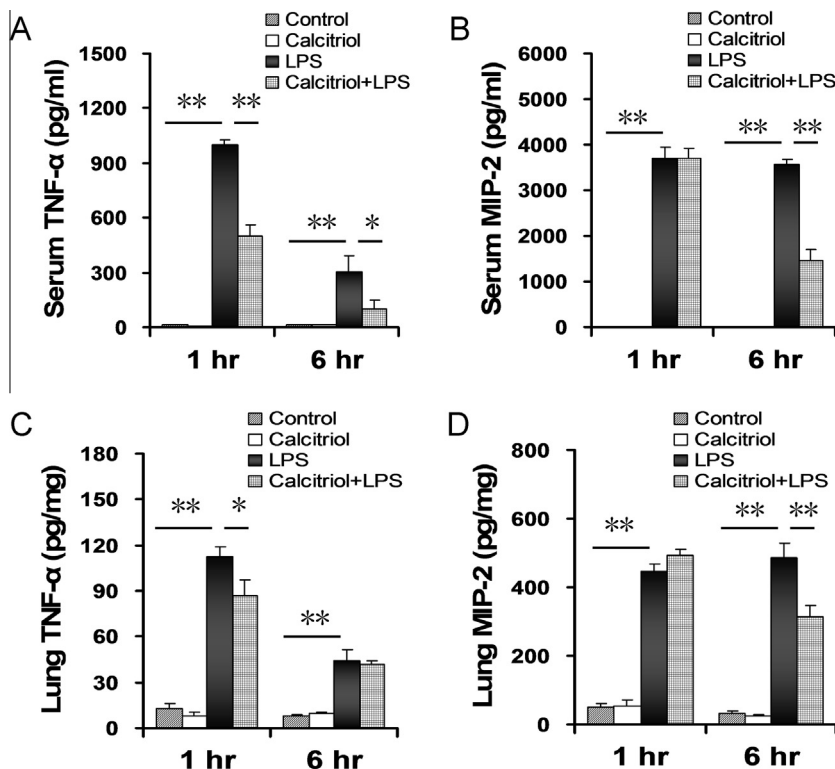 A
Control
Calcitriol
LPS
Calcitriol+LPS
Serum TNF-α (pg/ml)
1500
1200
900
600
300
0
** **
** *
1 hr 6 hr
B
Control
Calcitriol
LPS
Calcitriol+LPS
Serum MIP-2 (pg/ml)
6000
5000
4000
3000
2000
1000
0
** ** **
1 hr 6 hr
C
Control
Calcitriol
LPS
Calcitriol+LPS
Lung TNF-α (pg/mg)
180
150
120
90
60
30
0
** *
**
1 hr 6 hr
D
Control
Calcitriol
LPS
Calcitriol+LPS
Lung MIP-2 (pg/mg)
800
600
400
200
0
** ** **
1 hr 6 hr